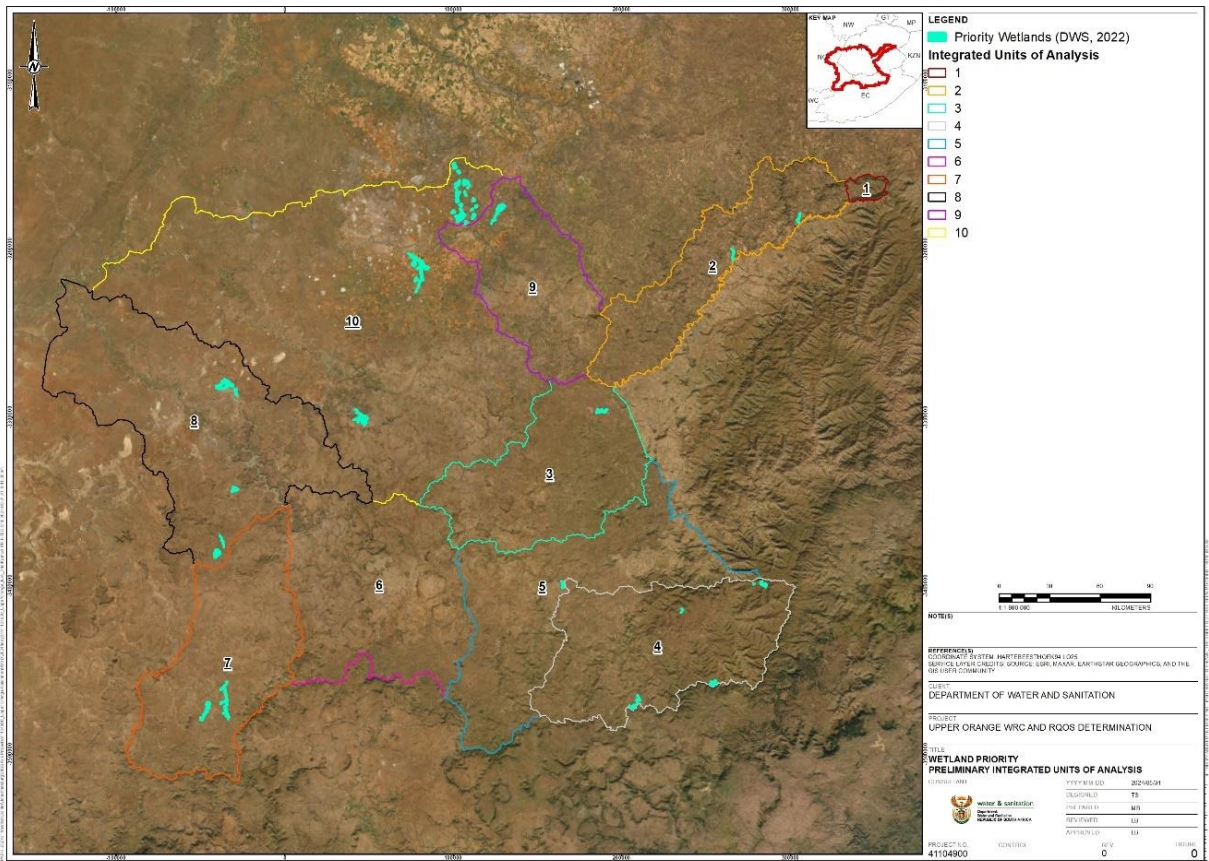 KEY MAP
NW
GT
MP
KZN
EC
WC
N
1
2
9
10
8
3
6
5
4
7
LEGEND
Priority Wetlands (DWS, 2022)
Integrated Units of Analysis
1
2
3
4
5
6
7
8
9
10
0
30
60
90
KILOMETERS
NOTE(S)
REFERENCE(S)
COORDINATE SYSTEM: HARTEBEESTHOEK94 LO25
SERVICE LAYER CREDITS: SOURCE: ESRI, MAXAR, EARTHSTAR GEOGRAPHICS, AND THE
GIS USER COMMUNITY
CLIENT
DEPARTMENT OF WATER AND SANITATION
PROJECT
UPPER ORANGE WRC AND RQOS DETERMINATION
TITLE
WETLAND PRIORITY
PRELIMINARY INTEGRATED UNITS OF ANALYSIS
CONSULTANT
water & sanitation
Department:
Water and Sanitation
REPUBLIC OF SOUTH AFRICA
YYYY-MM-DD
DESIGNED TS
PREPARED
REVIEWED
APPROVED
PROJECT NO.
41104900
CONTROL
REV
0
FIGURE
0